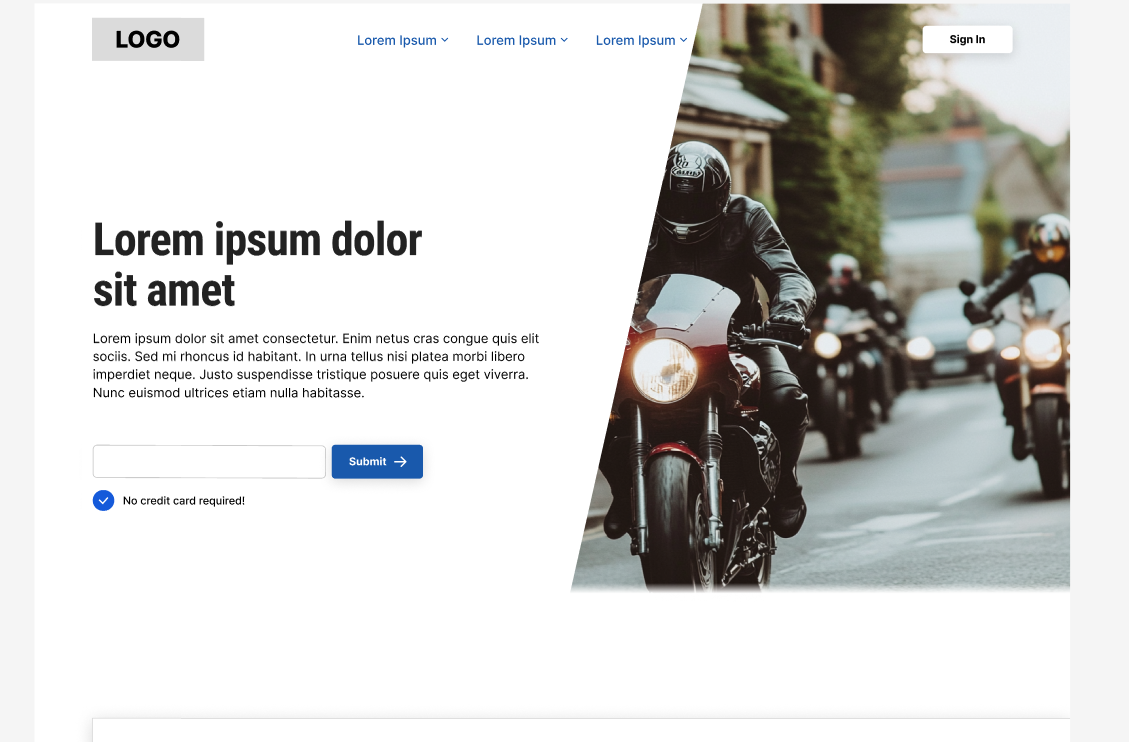 LOGO
Lorem Ipsum
Lorem Ipsum
Lorem Ipsum
Sign In
Lorem ipsum dolor
sit amet
Lorem ipsum dolor sit amet consectetur. Enim netus cras congue quis elit
sociis. Sed mi rhoncus id habitant. In urna tellus nisi platea morbi libero
imperdiet neque. Justo suspendisse tristique posuere quis eget viverra.
Nunc euismod ultrices etiam nulla habitasse.
Submit
No credit card required!